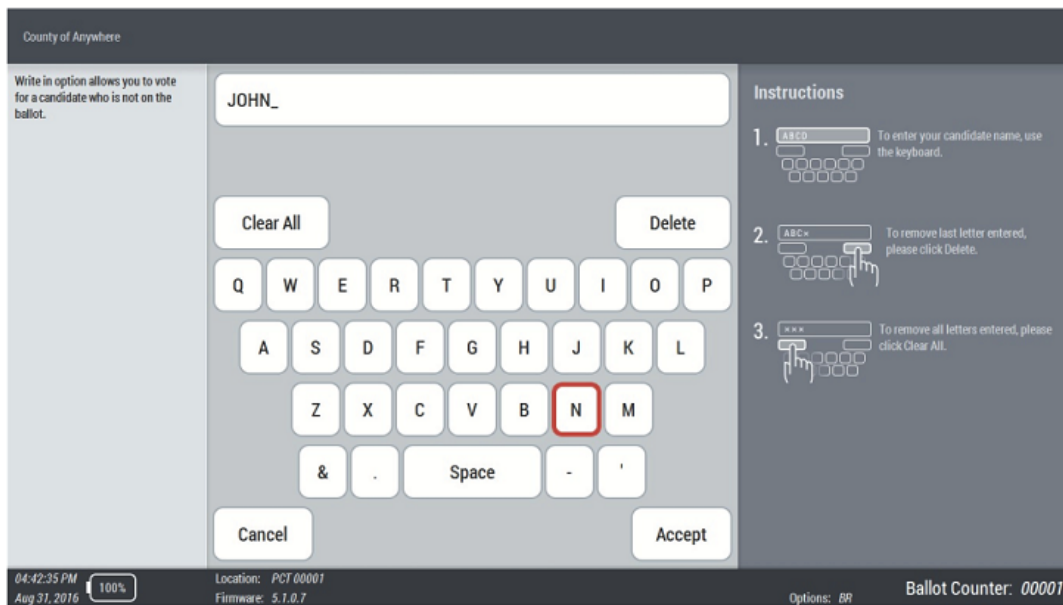 County of Anywhere
Write in option allows you to vote
for a candidate who is not on the
ballot.
JOHN_
Clear All
Delete
Q W E R T Y U I O P
A S D F G H J K L
Z X C V B N M
& . Space - '
Cancel
Accept
Instructions
1. ABCD To enter your candidate name, use
the keyboard.
2. ABC× To remove last letter entered,
please click Delete.
3. ××× To remove all letters entered, please
click Clear All.
04:42:35 PM
Aug 31, 2016
100%
Location: PCT 00001
Firmware: 5.1.0.7
Options: BR
Ballot Counter: 00001